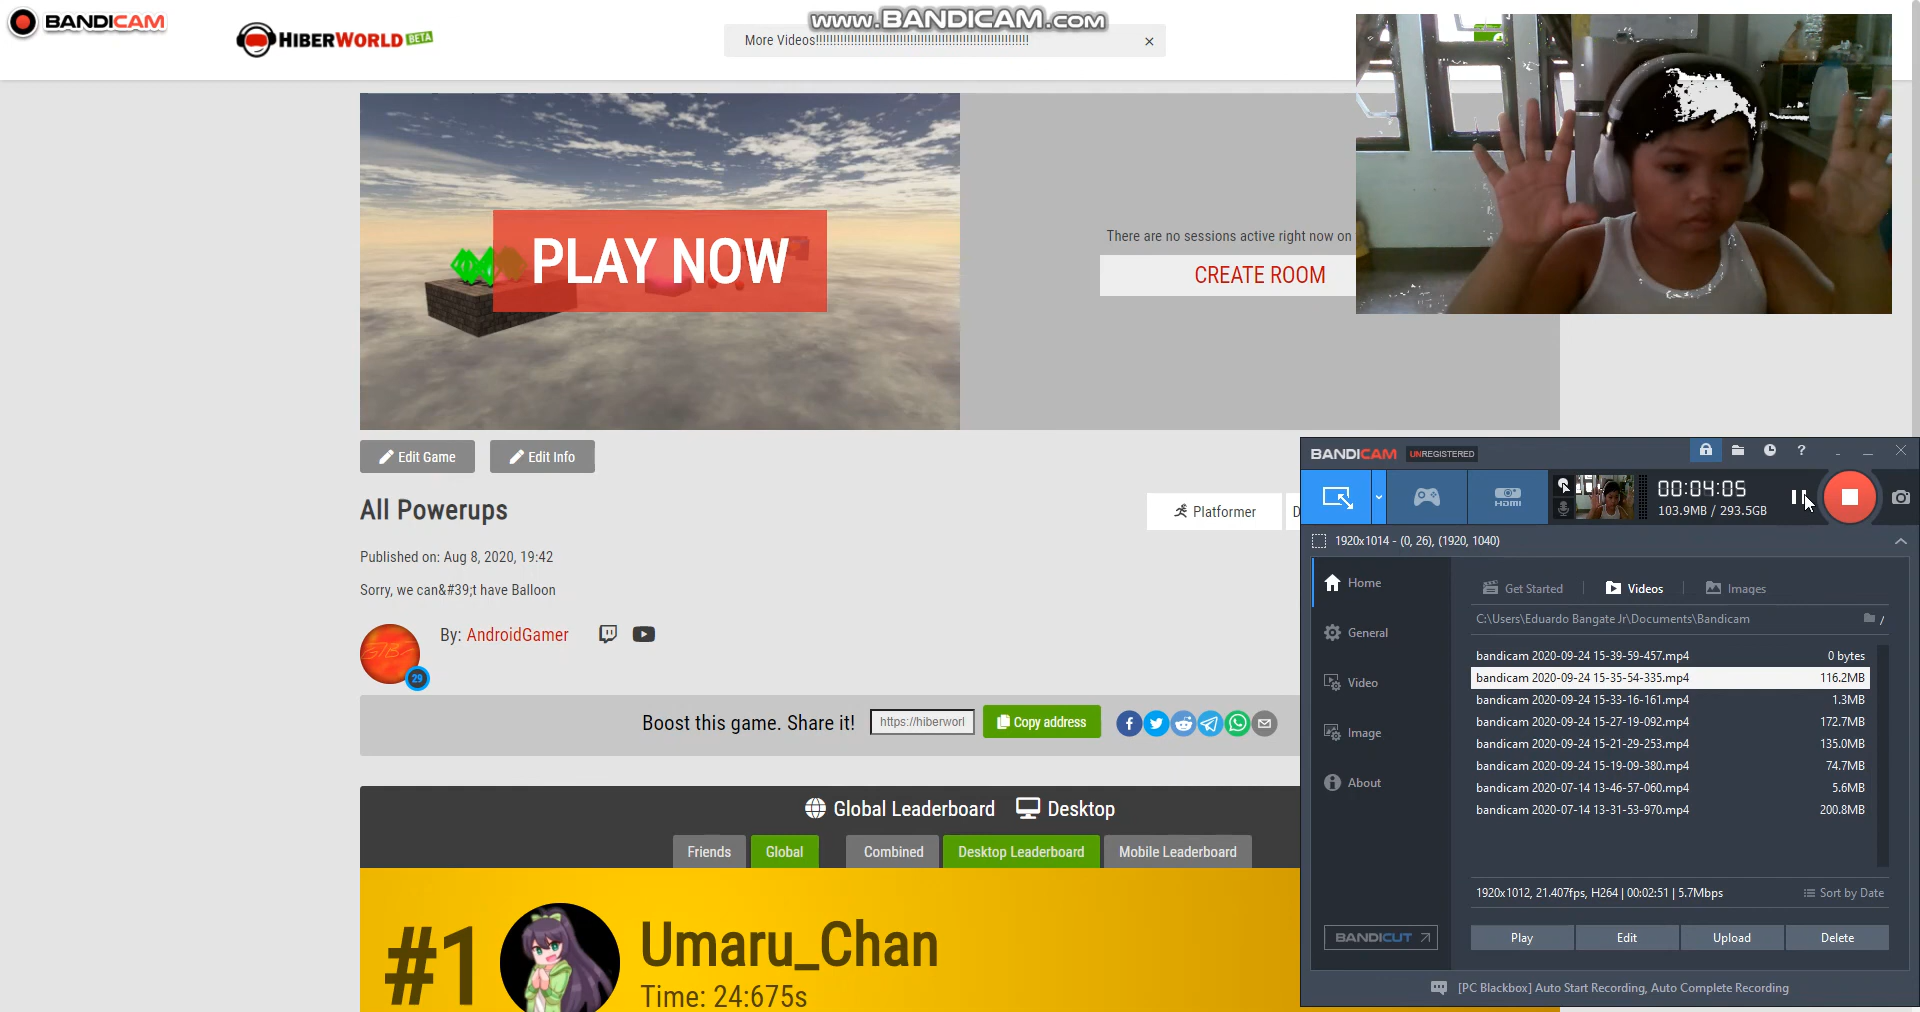 BANDICAM
www.BANDICAM.com
HIBERWORLD BETA
PLAY NOW
There are no sessions active right now on
CREATE ROOM
Edit Game
Edit Info
All Powerups
Platformer
D
Published on: Aug 8, 2020, 19:42
Sorry, we can&#39;t have Balloon
By: AndroidGamer
29
Boost this game. Share it!
https://hiberworl
Copy address
Global Leaderboard
Desktop
Friends
Global
Combined
Desktop Leaderboard
Mobile Leaderboard
#1
Umaru_Chan
Time: 24:675s
BANDICAM UNREGISTERED
?
HDMI
00:04:05
103.9MB / 293.5GB
1920x1014 - (0, 26), (1920, 1040)
Home
General
Video
Image
About
BANDICUT
Get Started
Videos
Images
C:\Users\Eduardo Bangate Jr\Documents\Bandicam
/
bandicam 2020-09-24 15-39-59-457.mp4 0 bytes
bandicam 2020-09-24 15-35-54-335.mp4 116.2MB
bandicam 2020-09-24 15-33-16-161.mp4 1.3MB
bandicam 2020-09-24 15-27-19-092.mp4 172.7MB
bandicam 2020-09-24 15-21-29-253.mp4 135.0MB
bandicam 2020-09-24 15-19-09-380.mp4 74.7MB
bandicam 2020-07-14 13-46-57-060.mp4 5.6MB
bandicam 2020-07-14 13-31-53-970.mp4 200.8MB
1920x1012, 21.407fps, H264 | 00:02:51 | 5.7Mbps
Sort by Date
Play
Edit
Upload
Delete
[PC Blackbox] Auto Start Recording, Auto Complete Recording